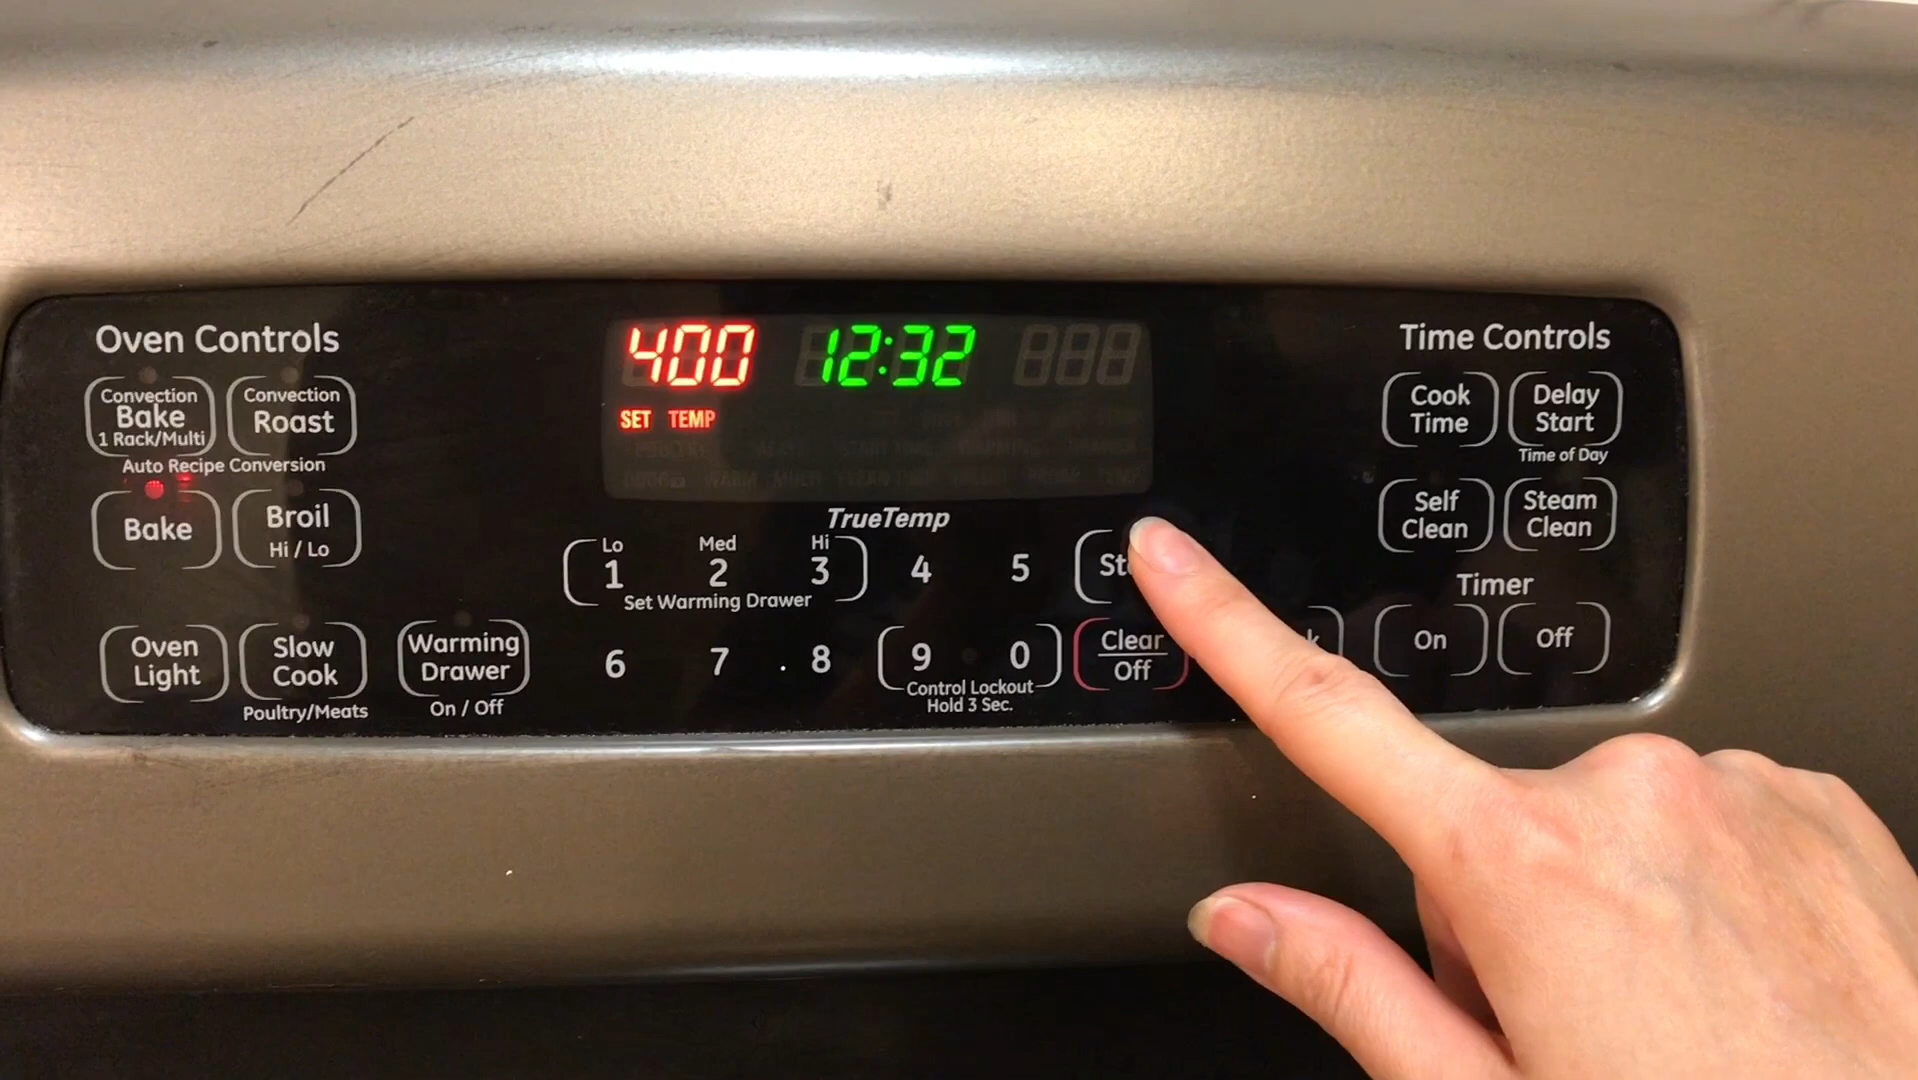 Oven Controls
Convection
Bake
1 Rack/Multi
Convection
Roast
Auto Recipe Conversion
Bake
Broil
Hi / Lo
Oven
Light
Slow
Cook
Poultry/Meats
Warming
Drawer
On / Off
400
12:32
SET TEMP
TrueTemp
Lo Med Hi
1 2 3 4 5
Set Warming Drawer
6 7 . 8 9 0
Control Lockout
Hold 3 Sec.
Clear
Off
Time Controls
Cook
Time
Delay
Start
Time of Day
Self
Clean
Steam
Clean
Timer
On
Off